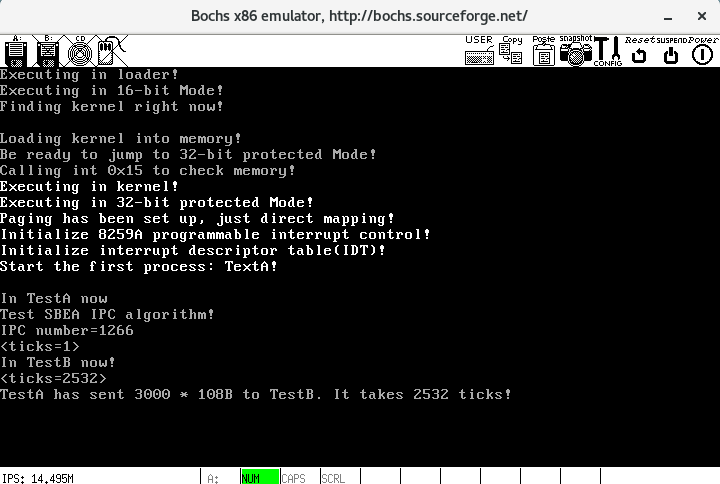 Bochs x86 emulator, http://bochs.sourceforge.net/
A: B: CD USER Copy Paste snapshot CONFIG Reset SUSPEND Power
Executing in loader!
Executing in 16-bit Mode!
Finding kernel right now!
Loading kernel into memory!
Be ready to jump to 32-bit protected Mode!
Calling int 0x15 to check memory!
Executing in kernel!
Executing in 32-bit protected Mode!
Paging has been set up, just direct mapping!
Initialize 8259A programmable interrupt control!
Initialize interrupt descriptor table(IDT)!
Start the first process: TextA!
In TestA now
Test SBEA IPC algorithm!
IPC number=1266
<ticks=1>
In TestB now!
<ticks=2532>
TestA has sent 3000 * 108B to TestB. It takes 2532 ticks!
IPS: 14.495M A: NUM CAPS SCRL